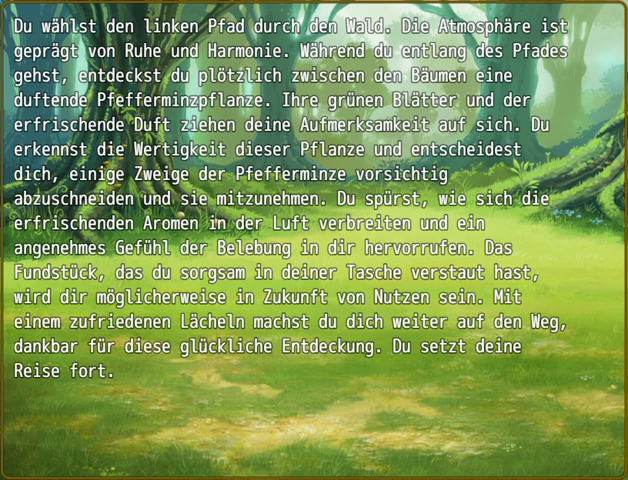 Du wählst den linken Pfad durch den Wald. Die Atmosphäre ist
geprägt von Ruhe und Harmonie. Während du entlang des Pfades
gehst, entdeckst du plötzlich zwischen den Bäumen eine
duftende Pfefferminzpflanze. Ihre grünen Blätter und der
erfrischende Duft ziehen deine Aufmerksamkeit auf sich. Du
erkennst die Wertigkeit dieser Pflanze und entscheidest
dich, einige Zweige der Pfefferminze vorsichtig
abzuschneiden und sie mitzunehmen. Du spürst, wie sich die
erfrischenden Aromen in der Luft verbreiten und ein
angenehmes Gefühl der Belebung in dir hervorrufen. Das
Fundstück, das du sorgsam in deiner Tasche verstaut hast,
wird dir möglicherweise in Zukunft von Nutzen sein. Mit
einem zufriedenen Lächeln machst du dich weiter auf den Weg,
dankbar für diese glückliche Entdeckung. Du setzt deine
Reise fort.